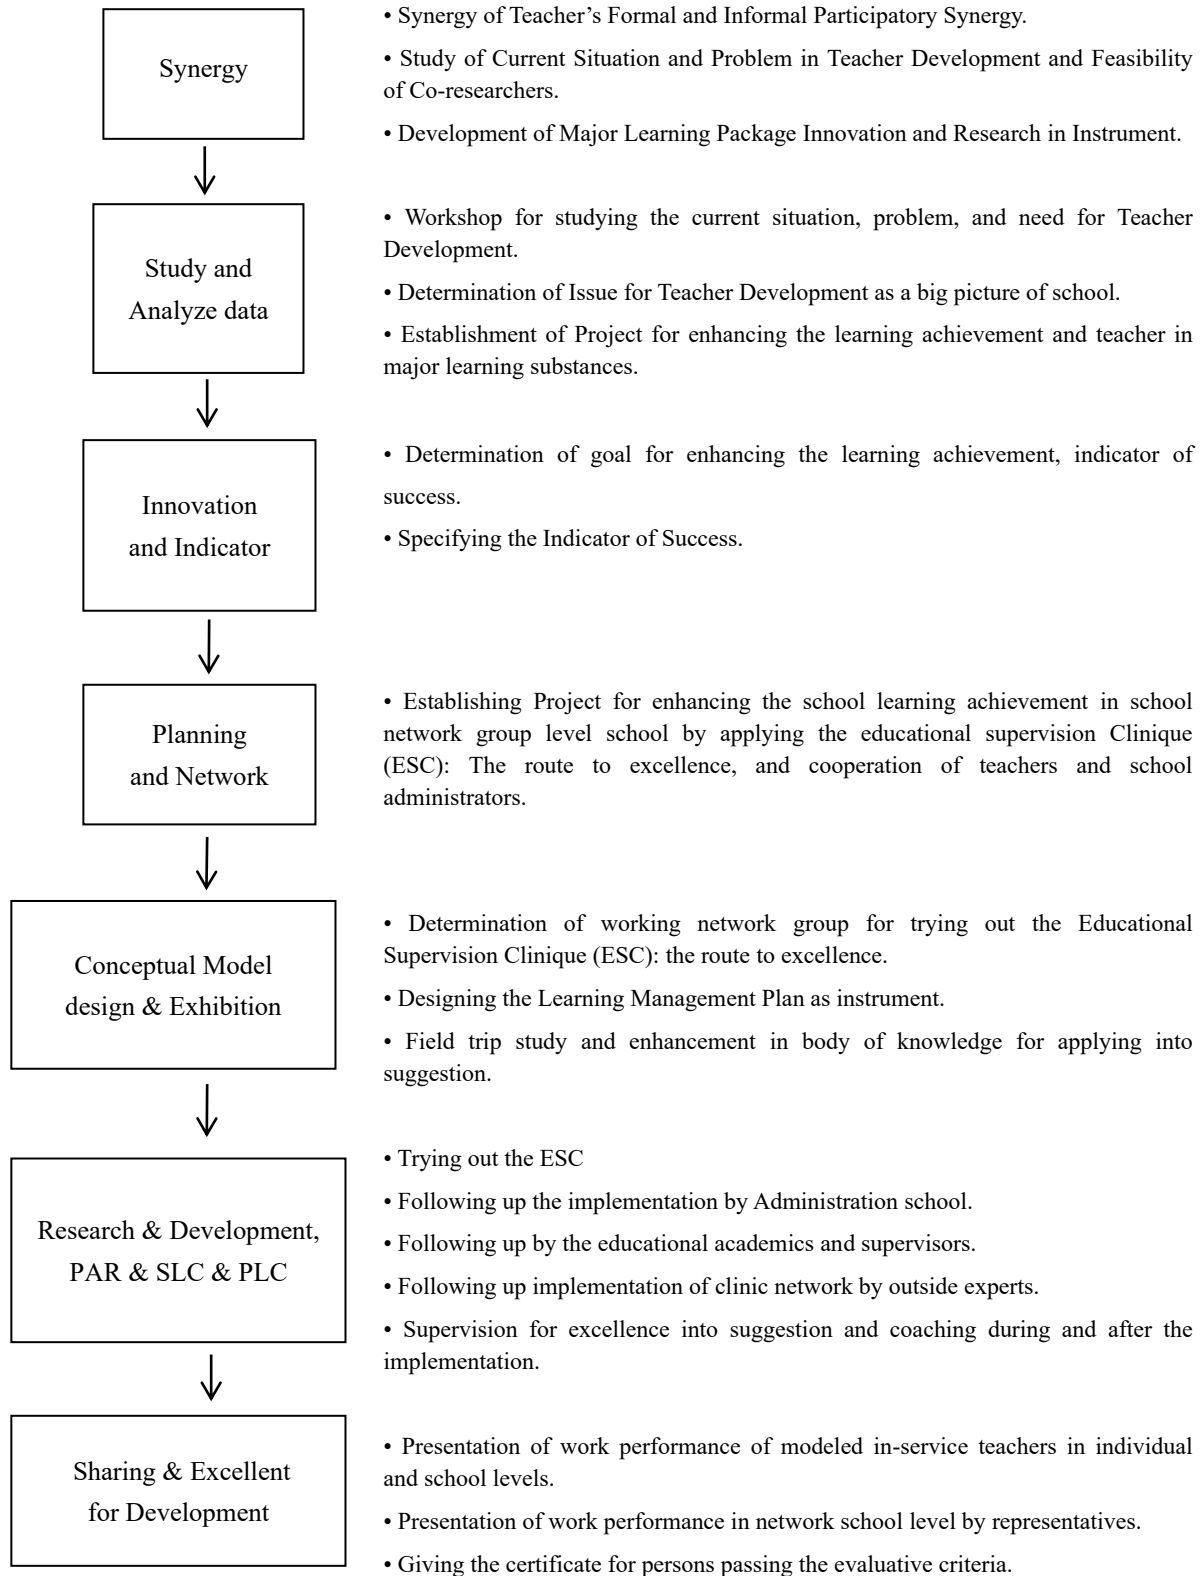 Synergy
• Synergy of Teacher’s Formal and Informal Participatory Synergy.
• Study of Current Situation and Problem in Teacher Development and Feasibility
of Co-researchers.
• Development of Major Learning Package Innovation and Research in Instrument.
Study and
Analyze data
• Workshop for studying the current situation, problem, and need for Teacher
Development.
• Determination of Issue for Teacher Development as a big picture of school.
• Establishment of Project for enhancing the learning achievement and teacher in
major learning substances.
Innovation
and Indicator
• Determination of goal for enhancing the learning achievement, indicator of
success.
• Specifying the Indicator of Success.
Planning
and Network
• Establishing Project for enhancing the school learning achievement in school
network group level school by applying the educational supervision Clinique
(ESC): The route to excellence, and cooperation of teachers and school
administrators.
Conceptual Model
design & Exhibition
• Determination of working network group for trying out the Educational
Supervision Clinique (ESC): the route to excellence.
• Designing the Learning Management Plan as instrument.
• Field trip study and enhancement in body of knowledge for applying into
suggestion.
Research & Development,
PAR & SLC & PLC
• Trying out the ESC
• Following up the implementation by Administration school.
• Following up by the educational academics and supervisors.
• Following up implementation of clinic network by outside experts.
• Supervision for excellence into suggestion and coaching during and after the
implementation.
Sharing & Excellent
for Development
• Presentation of work performance of modeled in-service teachers in individual
and school levels.
• Presentation of work performance in network school level by representatives.
• Giving the certificate for persons passing the evaluative criteria.